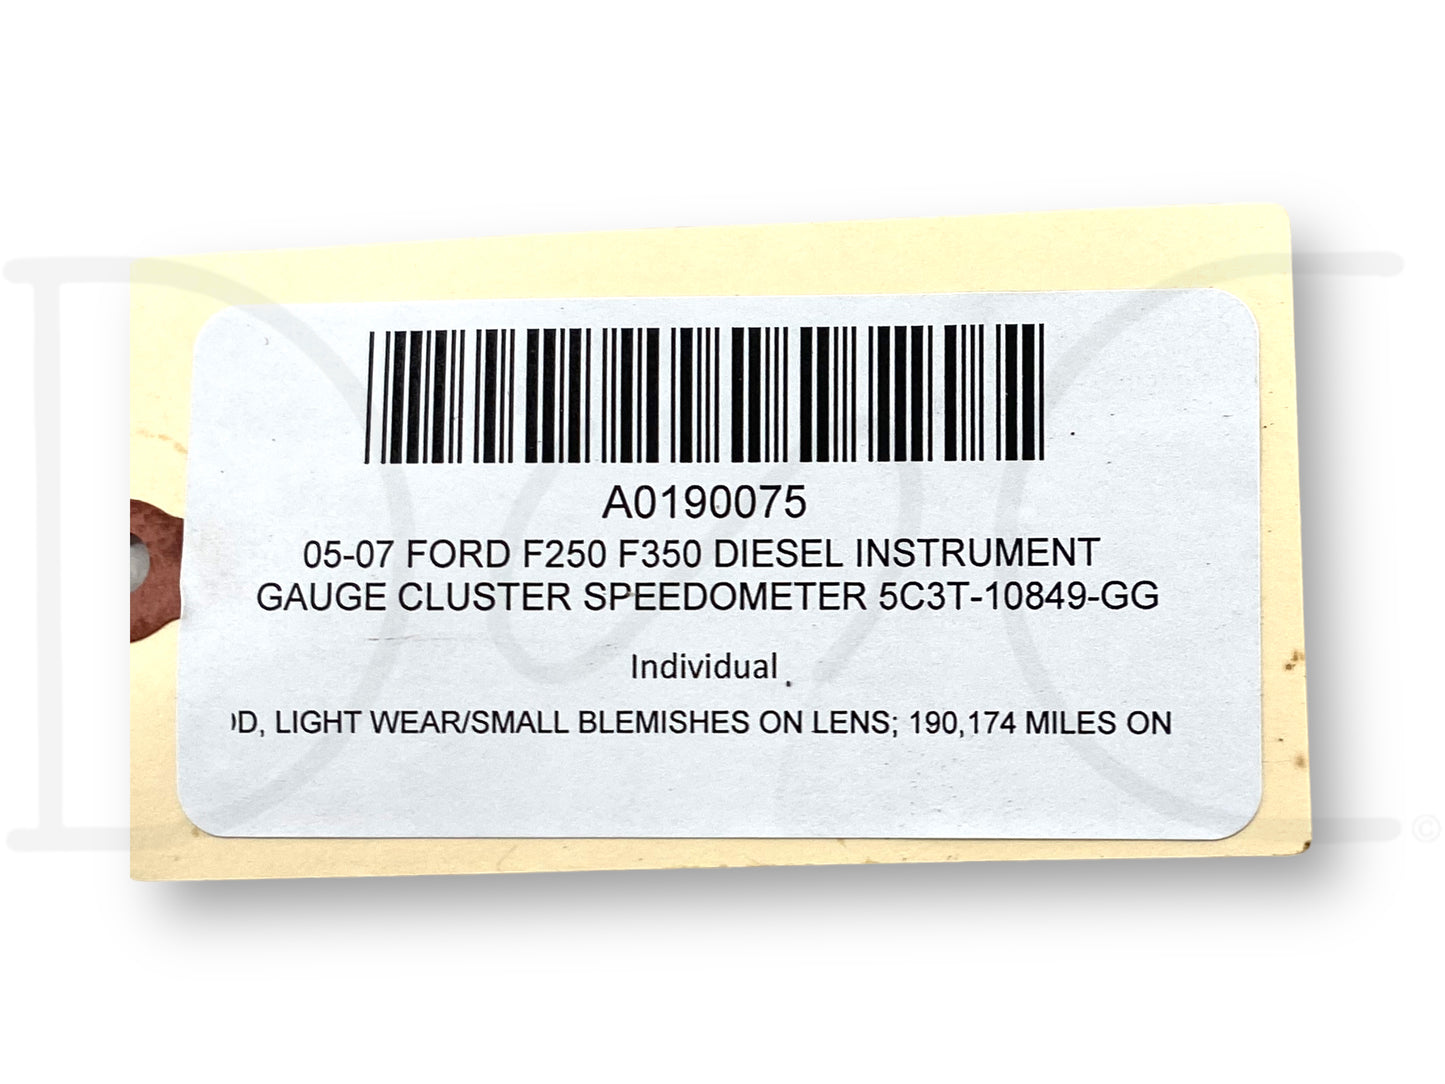 A0190075
05-07 FORD F250 F350 DIESEL INSTRUMENT
GAUGE CLUSTER SPEEDOMETER 5C3T-10849-GG
Individual
D, LIGHT WEAR/SMALL BLEMISHES ON LENS; 190,174 MILES ON